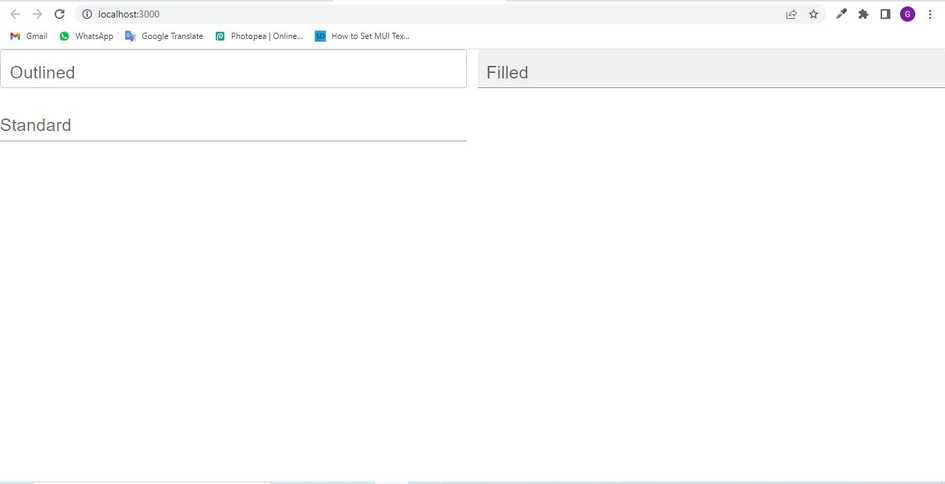 localhost:3000
G
Gmail WhatsApp Google Translate Photopea | Online... How to Set MUI Tex...
Outlined Filled
Standard